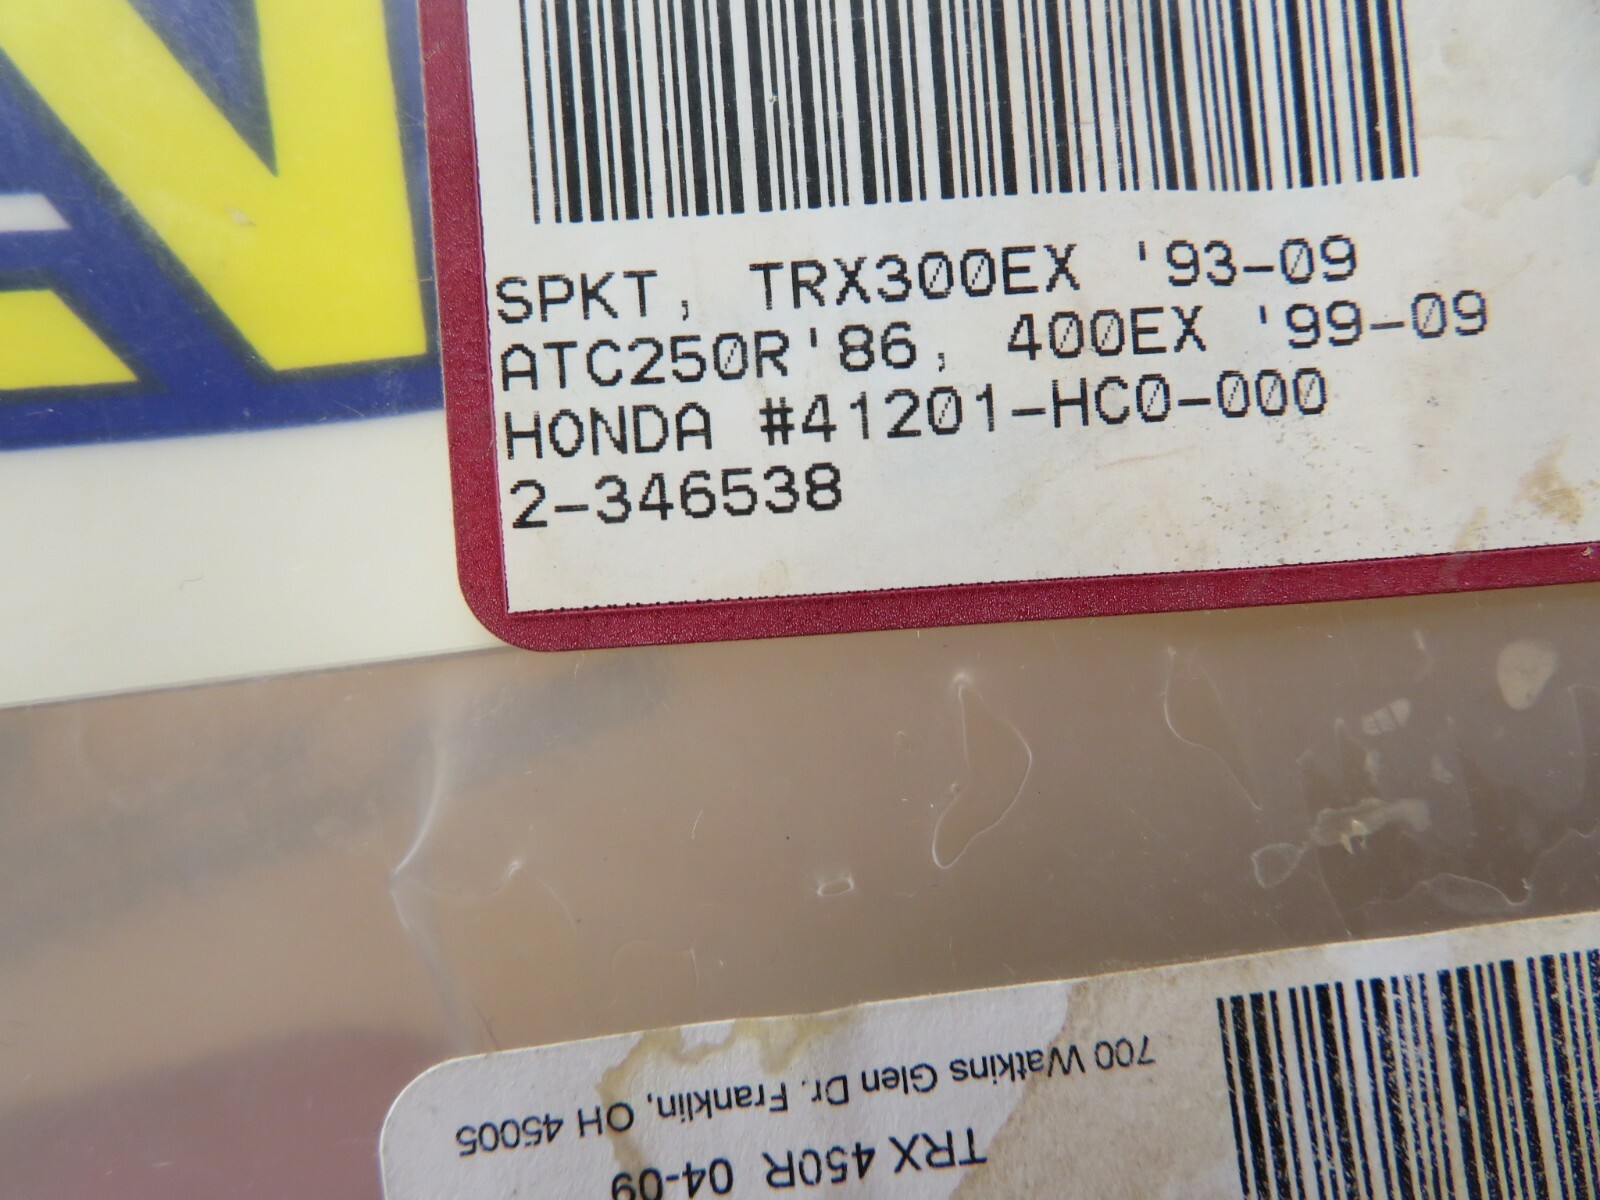 SPKT, TRX300EX '93-09
ATC250R'86, 400EX '99-09
HONDA #41201-HC0-000
2-346538
700 Watkins Glen Dr. Franklin, OH 45005
TRX 450R 04-09